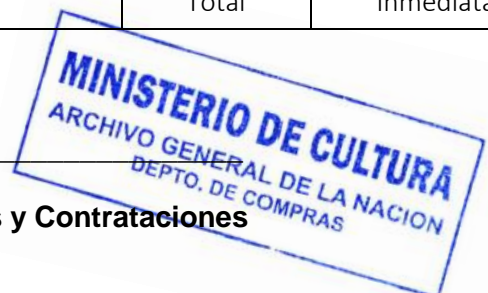 Total
Inmediata
MINISTERIO DE CULTURA
ARCHIVO GENERAL DE LA NACION
DEPTO. DE COMPRAS
y Contrataciones